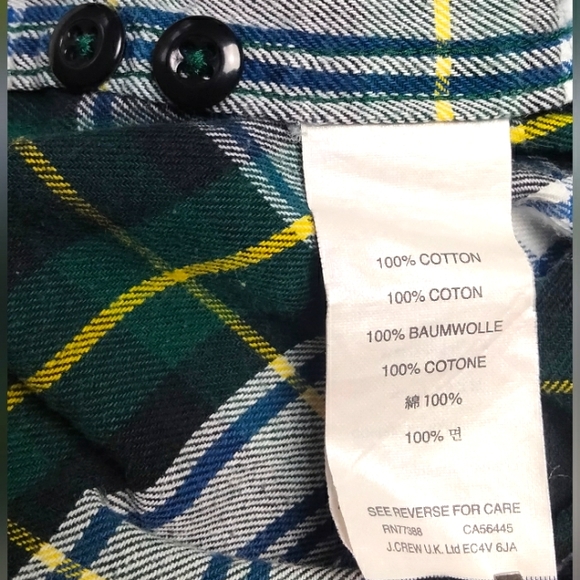 100% COTTON
100% COTON
100% BAUMWOLLE
100% COTONE
綿 100%
100% 면
SEE REVERSE FOR CARE
RN77388 CA56445
J.CREW U.K. Ltd EC4V 6JA